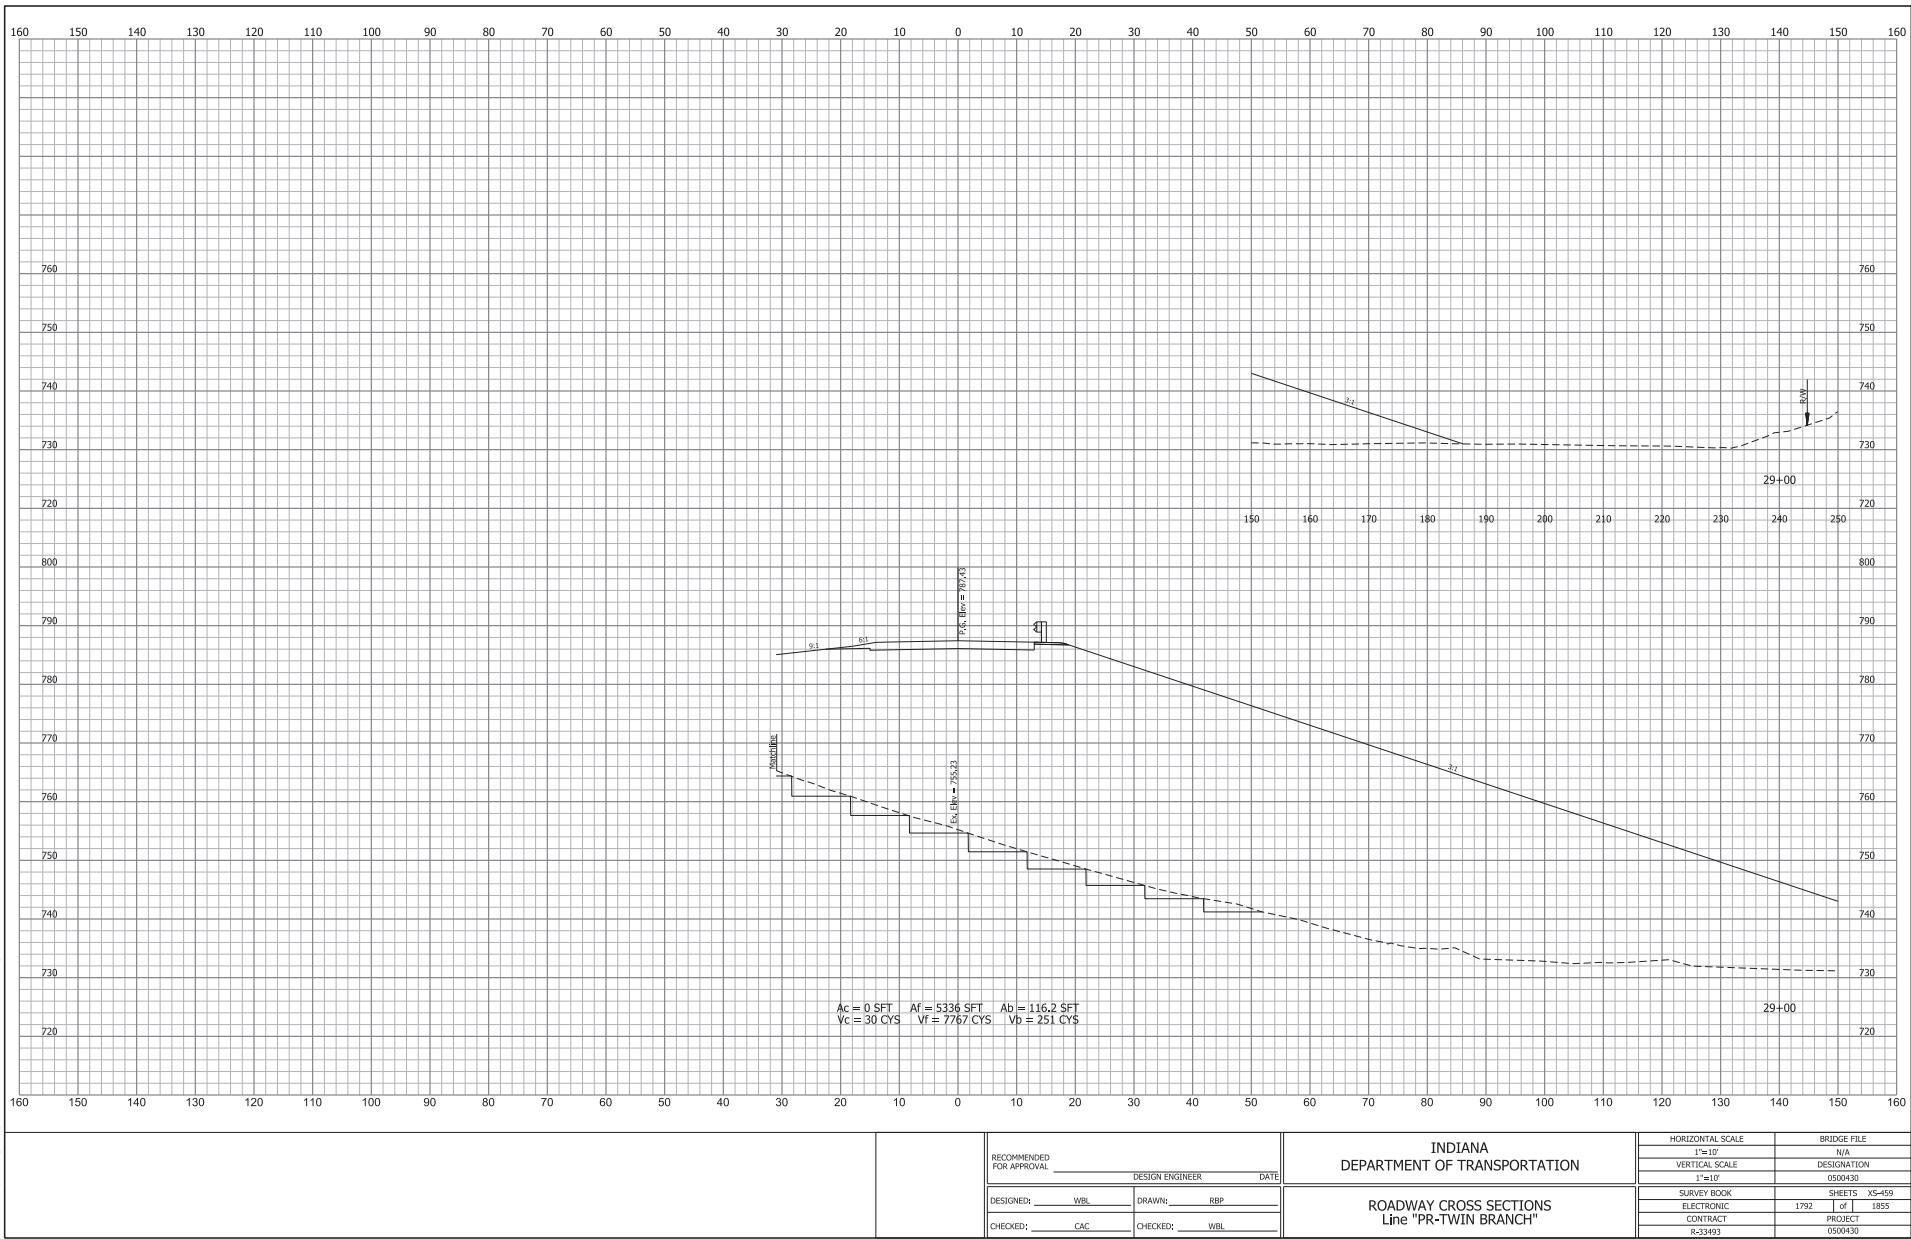 160 150 140 130 120 110 100 90 80 70 60 50 40 30 20 10 0 10 20 30 40 50 60 70 80 90 100 110 120 130 140 150 160
760 760
750 750
740 740
3:1
R/W
730 730
29+00
720 720
150 160 170 180 190 200 210 220 230 240 250
800 800
P.G. Elev = 787.43
790 790
9:1 6:1
780 780
770 770
Matchline
3:1
Ex. Elev = 755.23
760 760
750 750
740 740
730 730
Ac = 0 SFT Af = 5336 SFT Ab = 116.2 SFT
Vc = 30 CYS Vf = 7767 CYS Vb = 251 CYS
29+00
720 720
160 150 140 130 120 110 100 90 80 70 60 50 40 30 20 10 0 10 20 30 40 50 60 70 80 90 100 110 120 130 140 150 160
RECOMMENDED
FOR APPROVAL
DESIGN ENGINEER DATE
DESIGNED: WBL DRAWN: RBP
CHECKED: CAC CHECKED: WBL
INDIANA
DEPARTMENT OF TRANSPORTATION
ROADWAY CROSS SECTIONS
Line "PR-TWIN BRANCH"
HORIZONTAL SCALE BRIDGE FILE
1"=10' N/A
VERTICAL SCALE DESIGNATION
1"=10' 0500430
SURVEY BOOK SHEETS XS-459
ELECTRONIC 1792 of 1855
CONTRACT PROJECT
R-33493 0500430